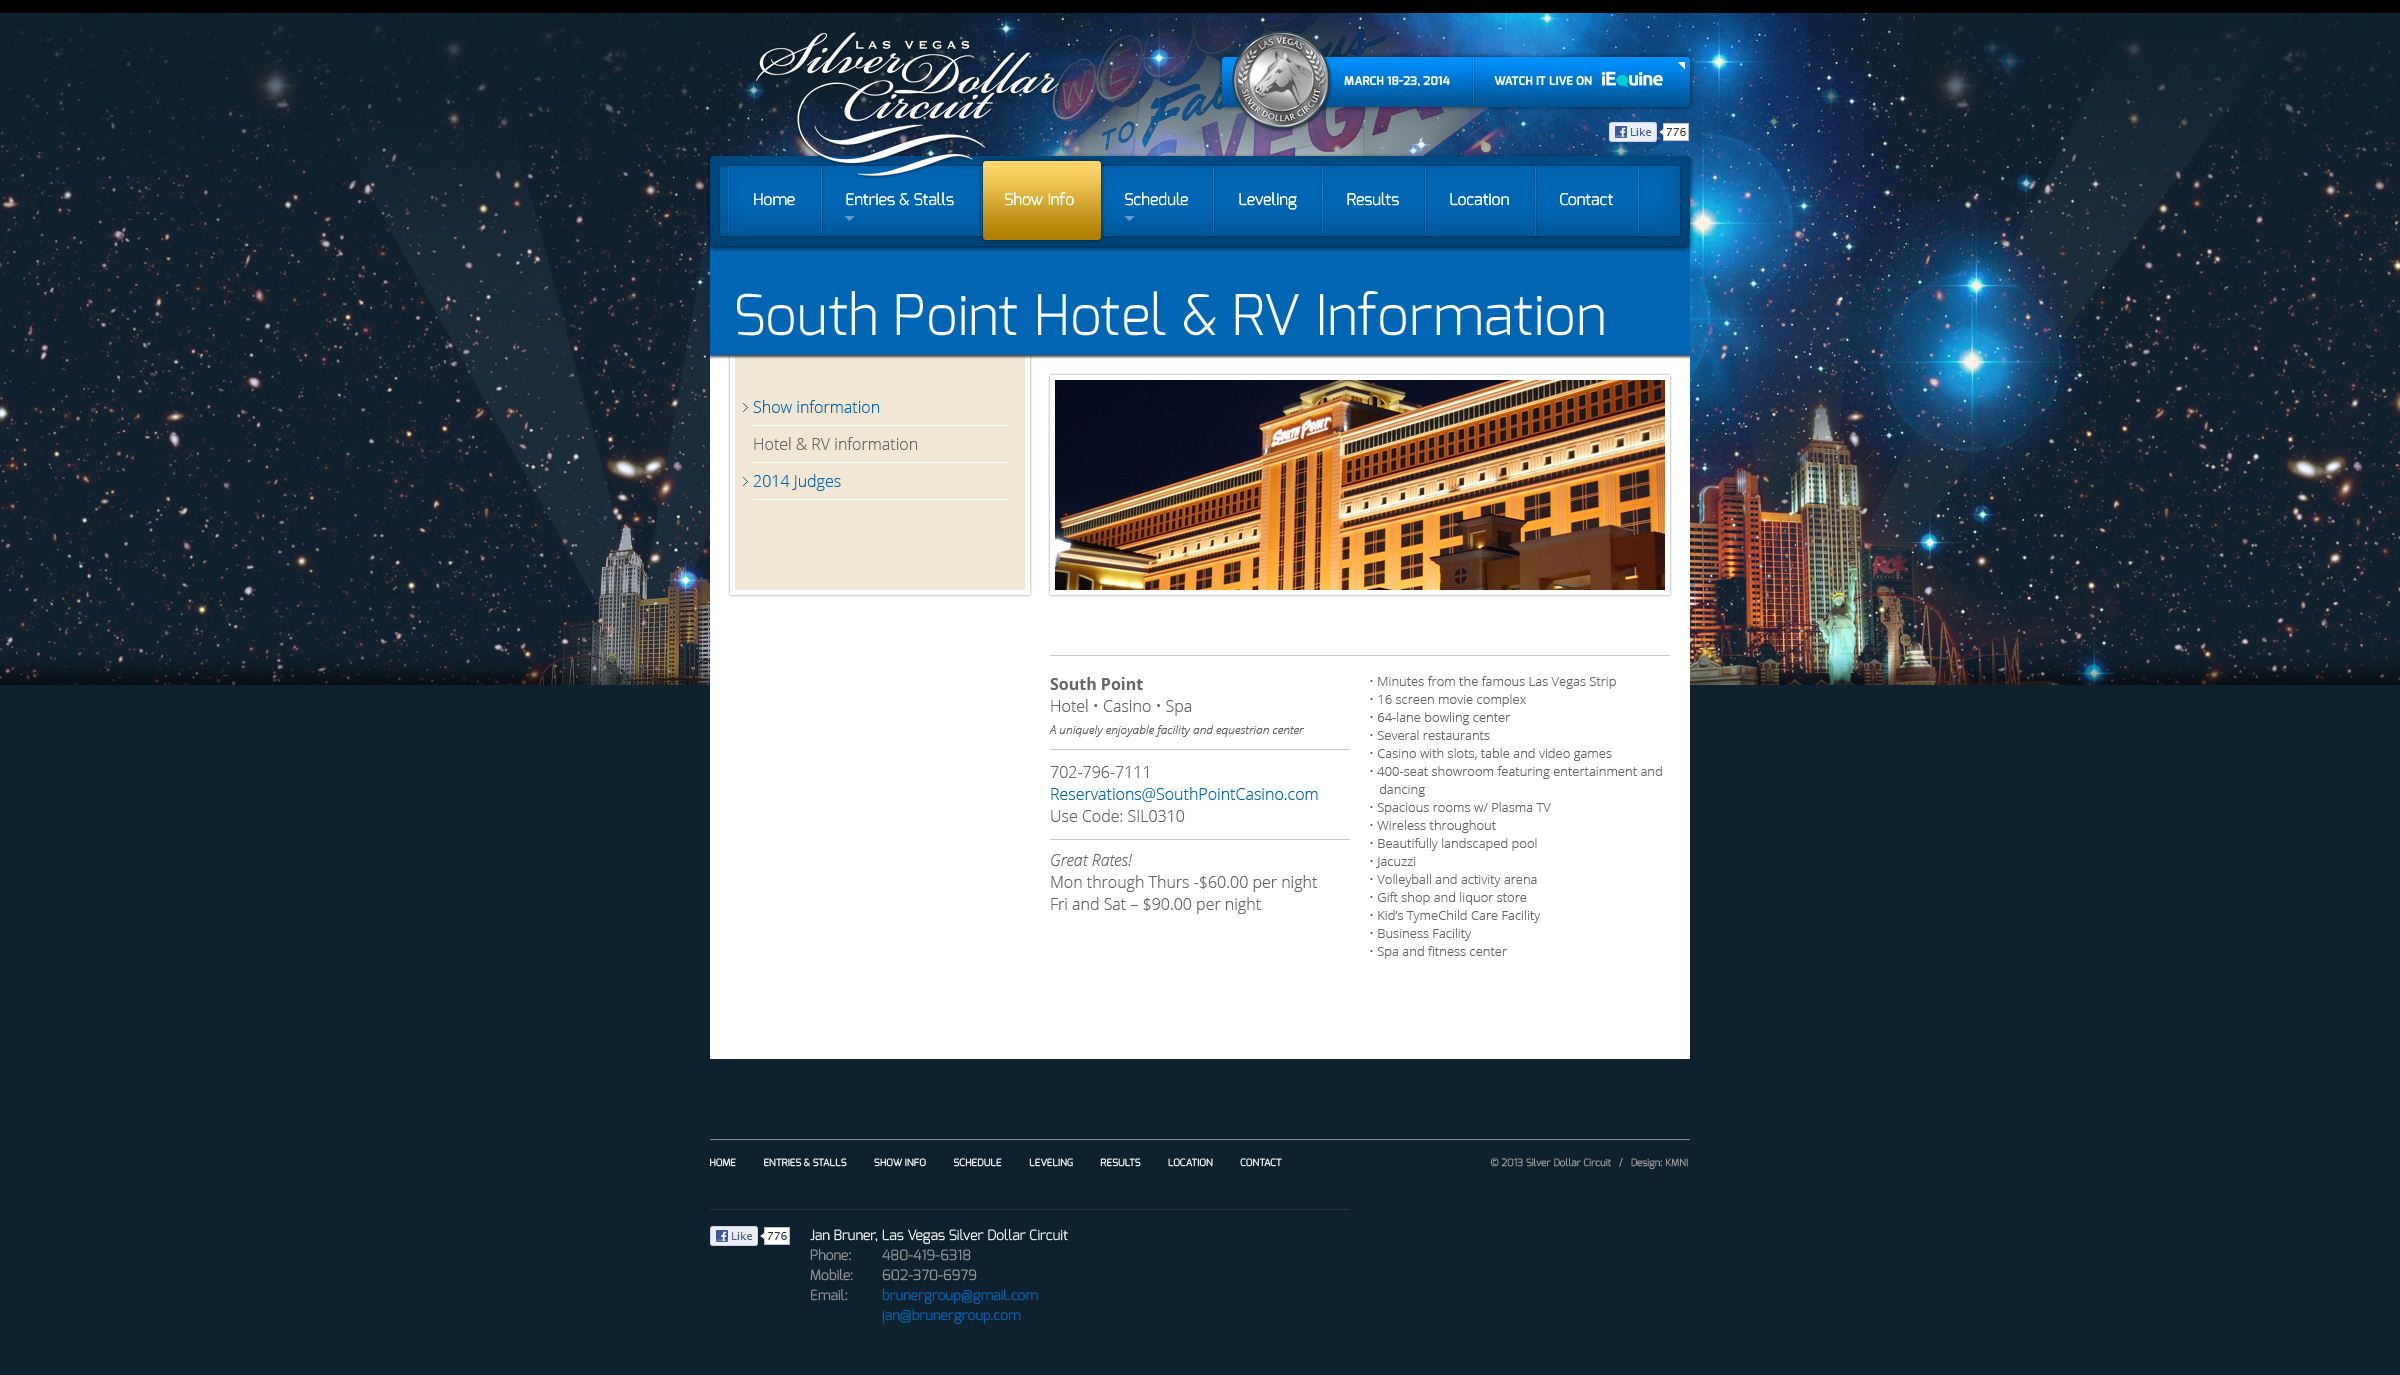 LAS VEGAS
Silver Dollar
Circuit
WE
TO Fabulous
VEGA
LAS VEGAS
SILVER DOLLAR CIRCUIT
MARCH 18-23, 2014
WATCH IT LIVE ON iEquine
Like 776
Home
Entries & Stalls
Show Info
Schedule
Leveling
Results
Location
Contact
South Point Hotel & RV Information
Show information
Hotel & RV information
2014 Judges
SOUTH POINT
South Point
Hotel • Casino • Spa
A uniquely enjoyable facility and equestrian center
702-796-7111
Reservations@SouthPointCasino.com
Use Code: SIL0310
Great Rates!
Mon through Thurs -$60.00 per night
Fri and Sat – $90.00 per night
• Minutes from the famous Las Vegas Strip
• 16 screen movie complex
• 64-lane bowling center
• Several restaurants
• Casino with slots, table and video games
• 400-seat showroom featuring entertainment and
dancing
• Spacious rooms w/ Plasma TV
• Wireless throughout
• Beautifully landscaped pool
• Jacuzzi
• Volleyball and activity arena
• Gift shop and liquor store
• Kid’s TymeChild Care Facility
• Business Facility
• Spa and fitness center
HOME
ENTRIES & STALLS
SHOW INFO
SCHEDULE
LEVELING
RESULTS
LOCATION
CONTACT
© 2013 Silver Dollar Circuit / Design: KMNI
Like 776
Jan Bruner, Las Vegas Silver Dollar Circuit
Phone: 480-419-6318
Mobile: 602-370-6979
Email: brunergroup@gmail.com
jan@brunergroup.com